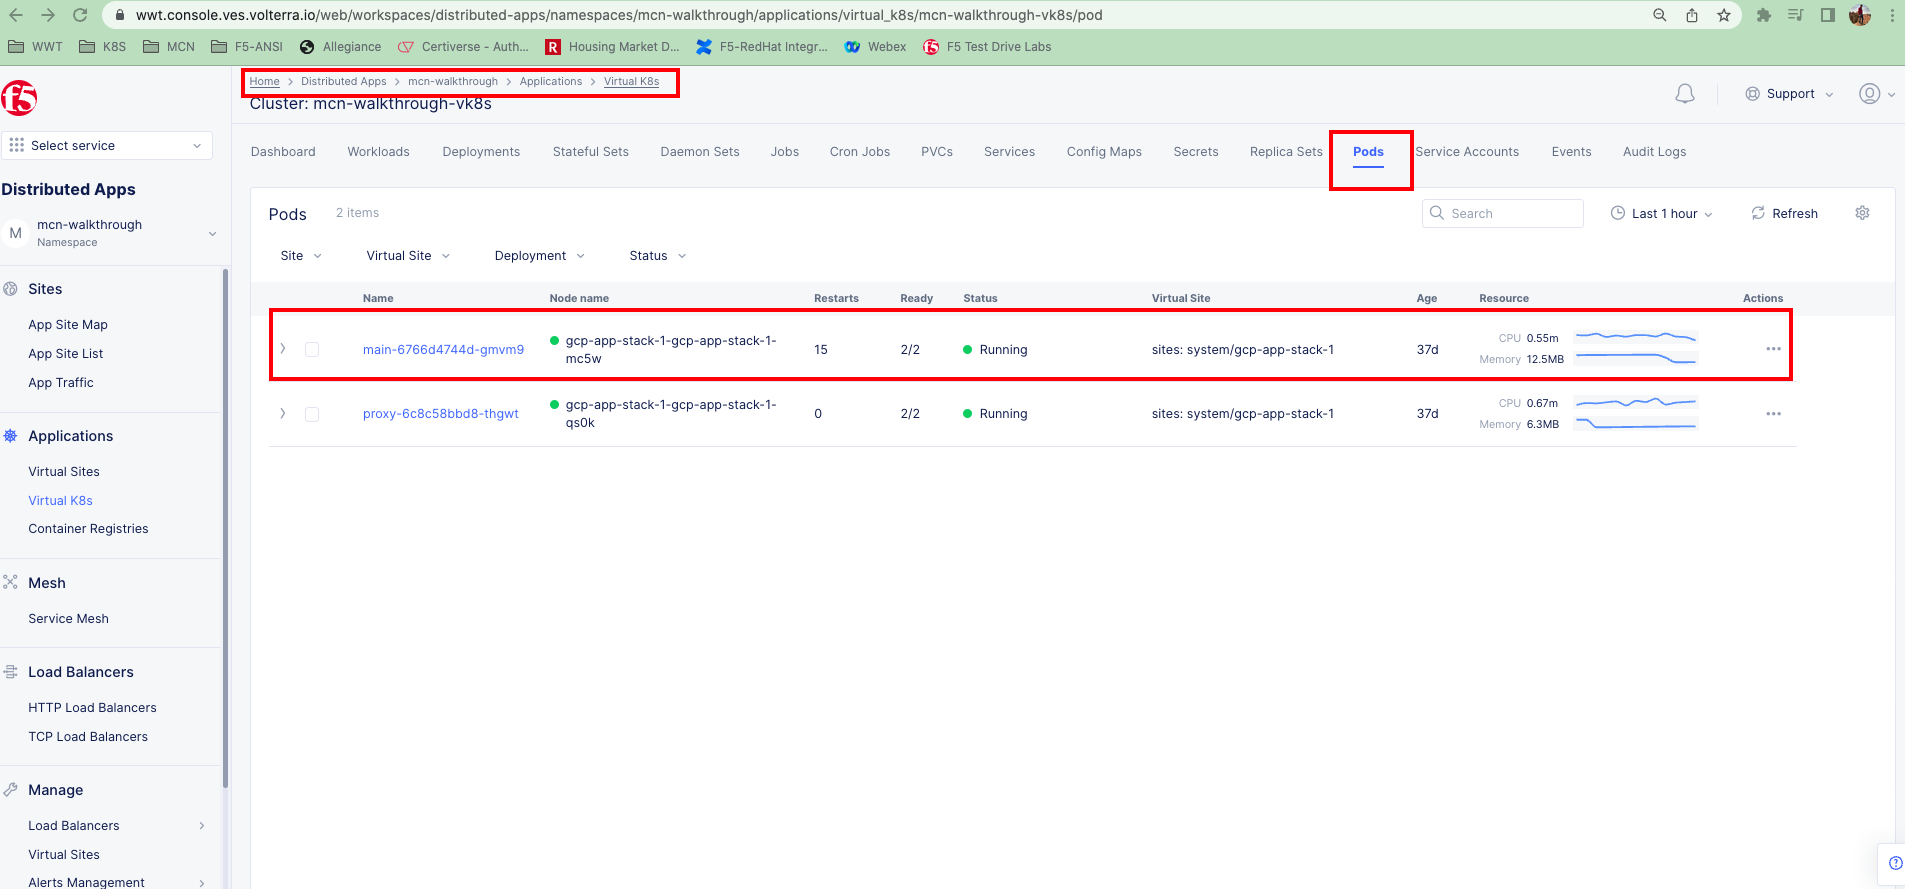 wwt.console.ves.volterra.io/web/workspaces/distributed-apps/namespaces/mcn-walkthrough/applications/virtual_k8s/mcn-walkthrough-vk8s/pod
WWT K8S MCN F5-ANSI Allegiance Certiverse - Auth... Housing Market D... F5-RedHat Integr... Webex F5 Test Drive Labs
f5
Home > Distributed Apps > mcn-walkthrough > Applications > Virtual K8s
Cluster: mcn-walkthrough-vk8s
Support
Select service
Dashboard Workloads Deployments Stateful Sets Daemon Sets Jobs Cron Jobs PVCs Services Config Maps Secrets Replica Sets Pods Service Accounts Events Audit Logs
Distributed Apps
M mcn-walkthrough
Namespace
Sites
App Site Map
App Site List
App Traffic
Applications
Virtual Sites
Virtual K8s
Container Registries
Mesh
Service Mesh
Load Balancers
HTTP Load Balancers
TCP Load Balancers
Manage
Load Balancers
Virtual Sites
Alerts Management
Pods 2 items
Search Last 1 hour Refresh
Site Virtual Site Deployment Status
Name Node name Restarts Ready Status Virtual Site Age Resource Actions
main-6766d4744d-gmvm9 gcp-app-stack-1-gcp-app-stack-1-mc5w 15 2/2 Running sites: system/gcp-app-stack-1 37d CPU 0.55m
Memory 12.5MB
proxy-6c8c58bbd8-thgwt gcp-app-stack-1-gcp-app-stack-1-qs0k 0 2/2 Running sites: system/gcp-app-stack-1 37d CPU 0.67m
Memory 6.3MB